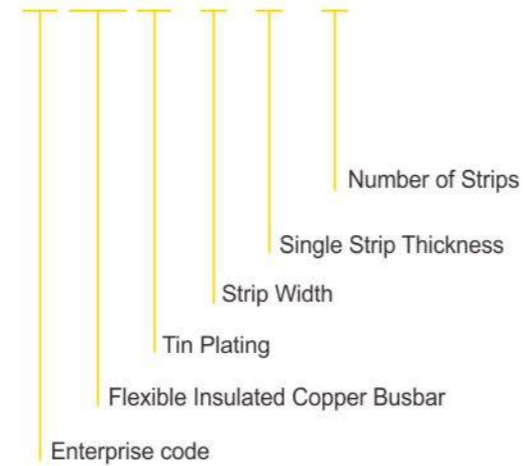 Number of Strips
Single Strip Thickness
Strip Width
Tin Plating
Flexible Insulated Copper Busbar
Enterprise code